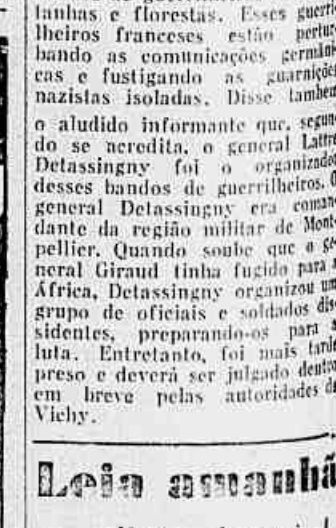 tanhas e florestas. Esses guerri-
lheiros franceses estão pertur-
bando as comunicações germâni-
cas e fustigando as guarnições
nazistas isoladas. Disse também
o aludido informante que, segun-
do se acredita, o general Lattre
Detassingny foi o organizador
desses bandos de guerrilheiros. O
general Detassingny era coman-
dante da região militar de Mont-
pellier. Quando soube que o ge-
neral Giraud tinha fugido para a
África, Detassingny organizou um
grupo de oficiais e soldados dis-
sidentes, preparando-os para a
luta. Entretanto, foi mais tarde
preso e deverá ser julgado dentro
em breve pelas autoridades de
Vichy.
Leia amanhã